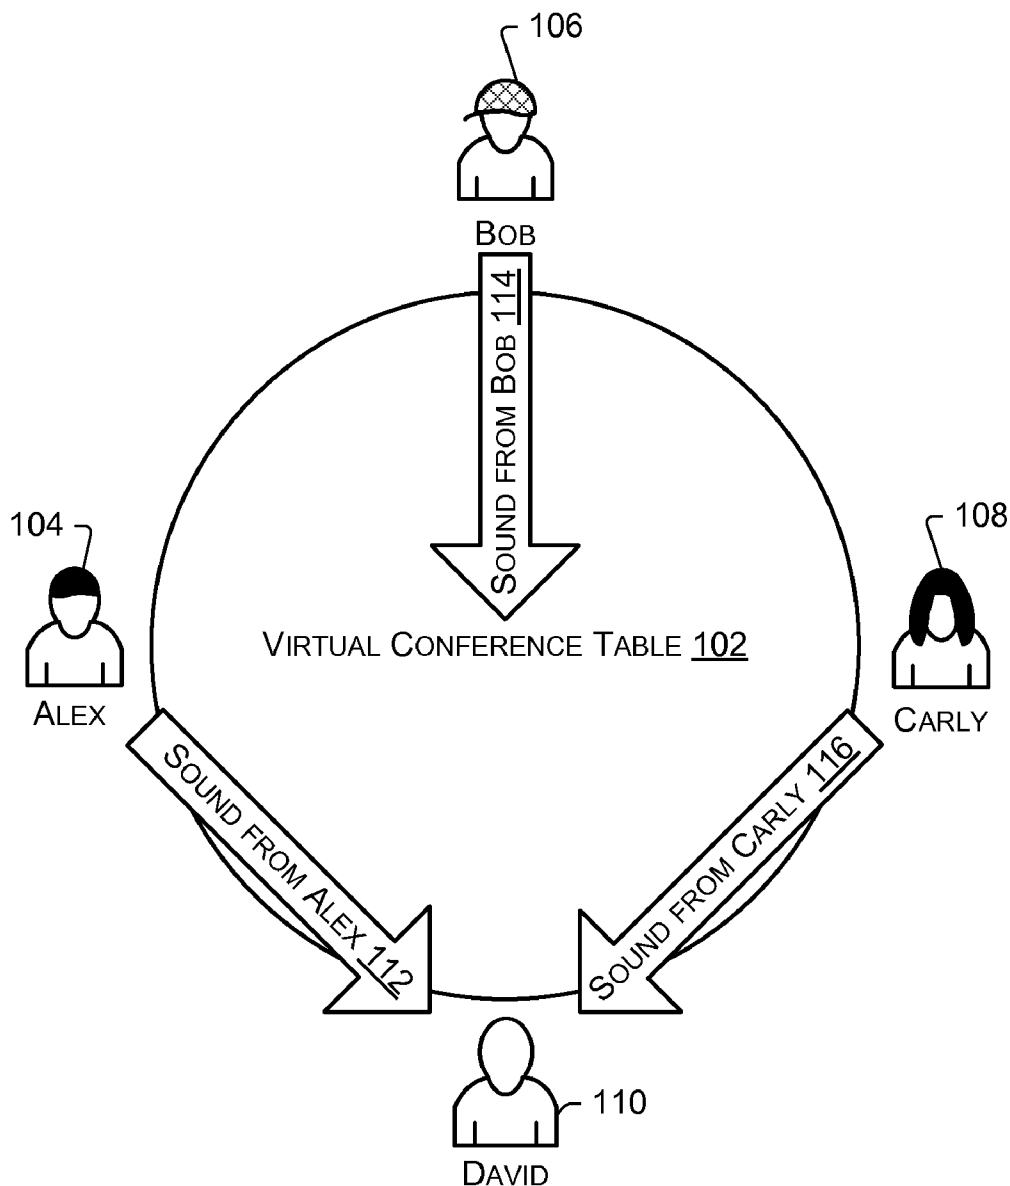 106
BOB
SOUND FROM BOB 114
104
108
VIRTUAL CONFERENCE TABLE 102
ALEX
CARLY
SOUND FROM ALEX 112
SOUND FROM CARLY 116
110
DAVID